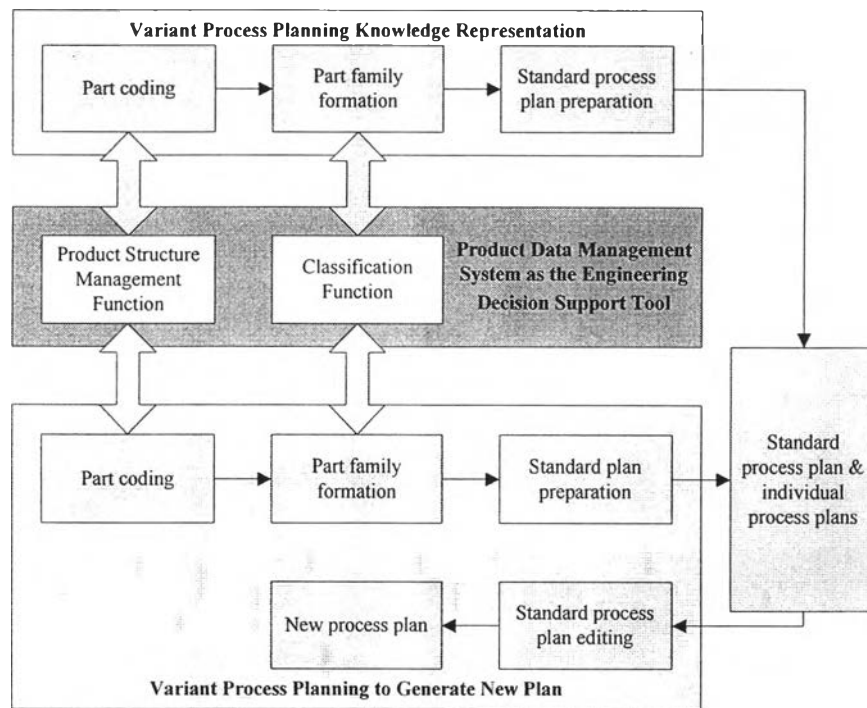 Variant Process Planning Knowledge Representation
Part coding
Part family
formation
Standard process
plan preparation
Product Structure
Management
Function
Classification
Function
Product Data Management
System as the Engineering
Decision Support Tool
Part coding
Part family
formation
Standard plan
preparation
Standard
process plan &
individual
process plans
New process plan
Standard process
plan editing
Variant Process Planning to Generate New Plan